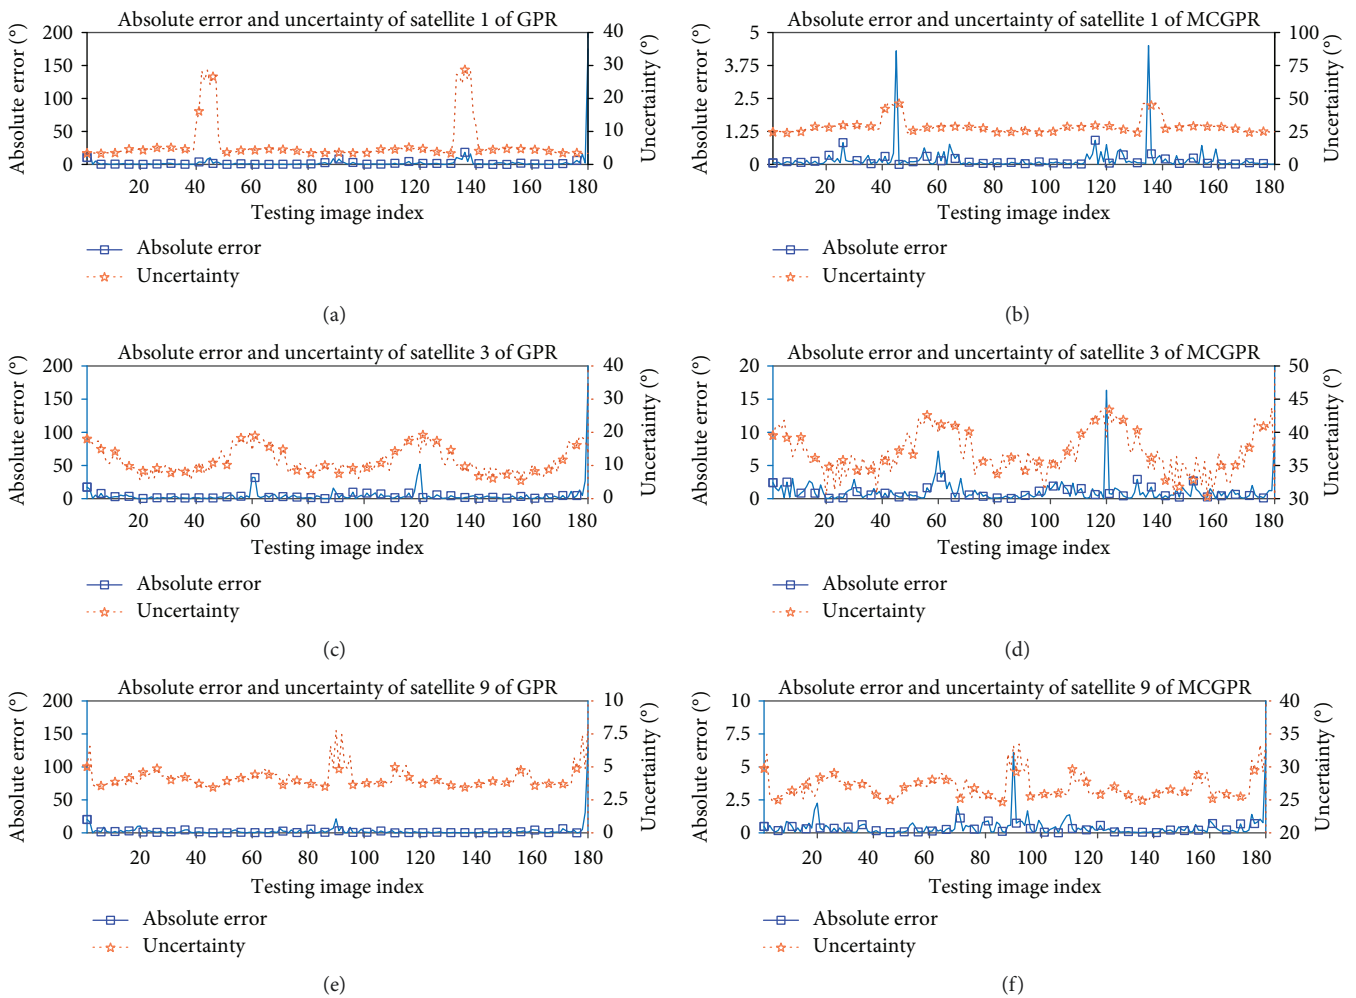 Absolute error and uncertainty of satellite 1 of GPR
Absolute error (°)
200
150
100
50
0
40
30
20
10
0
Uncertainty (°)
20 40 60 80 100 120 140 160 180
Testing image index
Absolute error
Uncertainty
(a)
Absolute error and uncertainty of satellite 1 of MCGPR
Absolute error (°)
5
3.75
2.5
1.25
0
100
75
50
25
0
Uncertainty (°)
20 40 60 80 100 120 140 160 180
Testing image index
Absolute error
Uncertainty
(b)
Absolute error and uncertainty of satellite 3 of GPR
Absolute error (°)
200
150
100
50
0
40
30
20
10
0
Uncertainty (°)
20 40 60 80 100 120 140 160 180
Testing image index
Absolute error
Uncertainty
(c)
Absolute error and uncertainty of satellite 3 of MCGPR
Absolute error (°)
20
15
10
5
0
50
45
40
35
30
Uncertainty (°)
20 40 60 80 100 120 140 160 180
Testing image index
Absolute error
Uncertainty
(d)
Absolute error and uncertainty of satellite 9 of GPR
Absolute error (°)
200
150
100
50
0
10
7.5
5
2.5
0
Uncertainty (°)
20 40 60 80 100 120 140 160 180
Testing image index
Absolute error
Uncertainty
(e)
Absolute error and uncertainty of satellite 9 of MCGPR
Absolute error (°)
10
7.5
5
2.5
0
40
35
30
25
20
Uncertainty (°)
20 40 60 80 100 120 140 160 180
Testing image index
Absolute error
Uncertainty
(f)